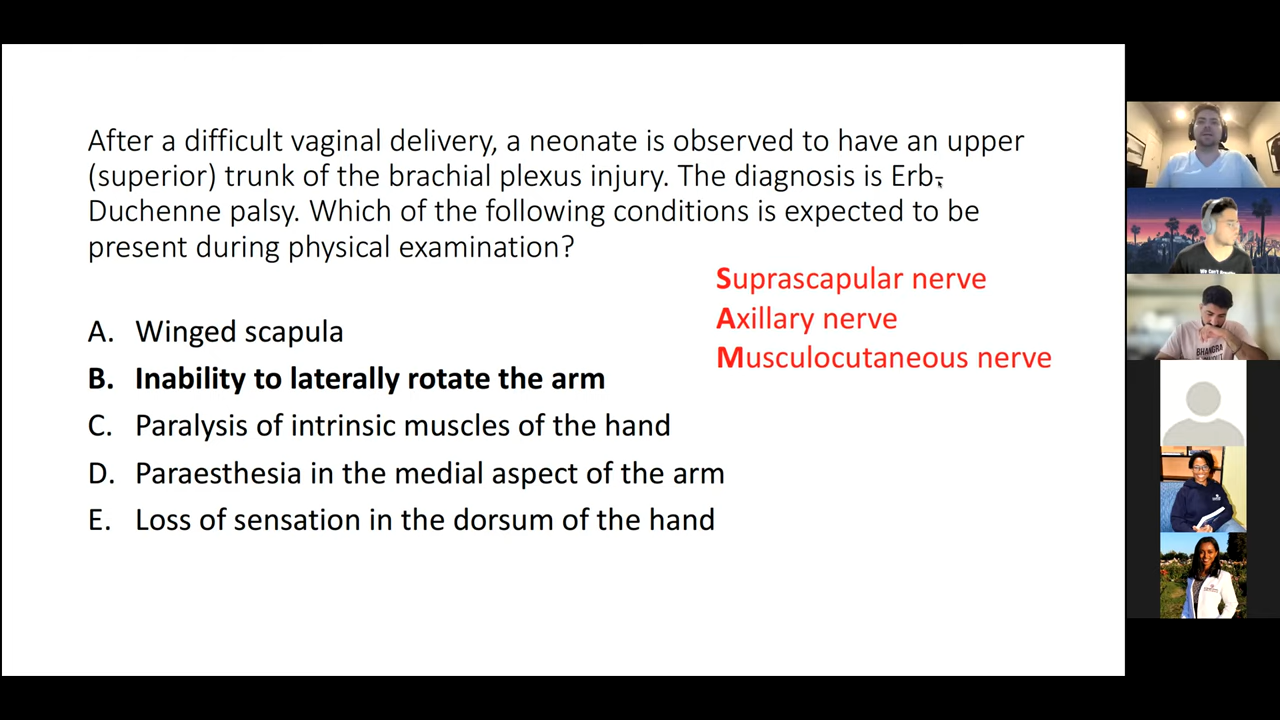 After a difficult vaginal delivery, a neonate is observed to have an upper
(superior) trunk of the brachial plexus injury. The diagnosis is Erb-
Duchenne palsy. Which of the following conditions is expected to be
present during physical examination?
Suprascapular nerve
Axillary nerve
Musculocutaneous nerve
A. Winged scapula
B. Inability to laterally rotate the arm
C. Paralysis of intrinsic muscles of the hand
D. Paraesthesia in the medial aspect of the arm
E. Loss of sensation in the dorsum of the hand
BHANGRA